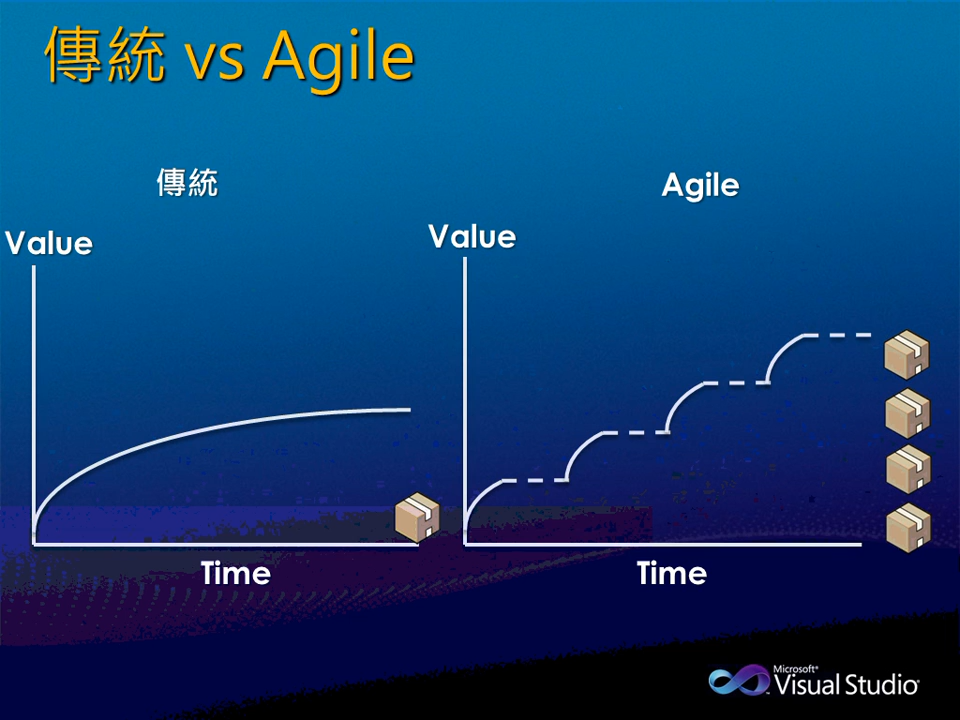 傳統 vs Agile
傳統
Agile
Value
Value
Time
Time
Microsoft®
Visual Studio®